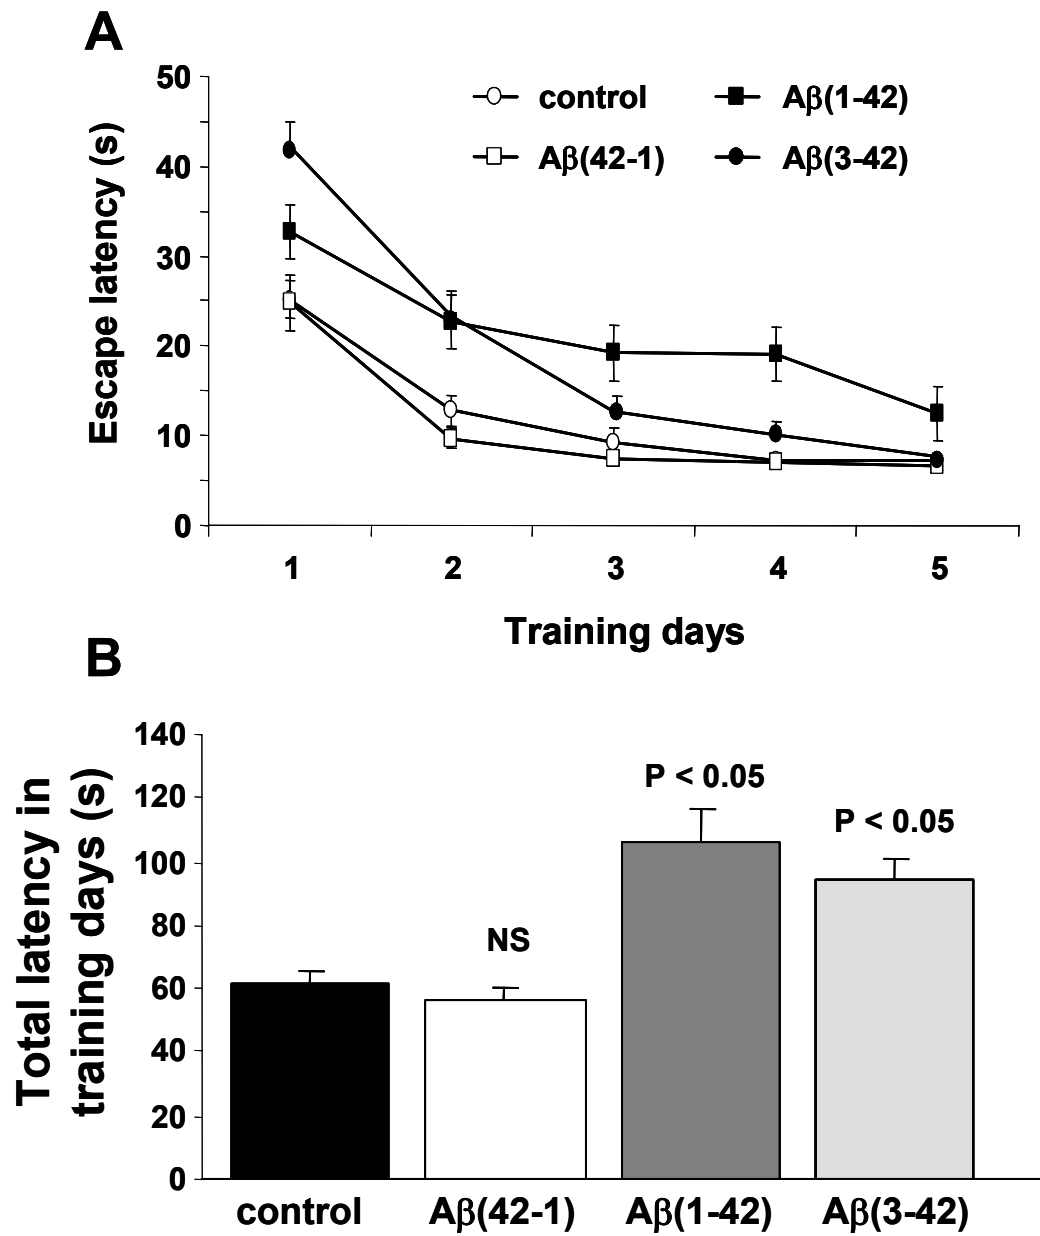 A
50
40
30
20
10
0
Escape latency (s)
control
Aβ(1-42)
Aβ(42-1)
Aβ(3-42)
1 2 3 4 5
Training days
B
140
120
100
80
60
40
20
0
Total latency in
training days (s)
NS
P < 0.05
P < 0.05
control Aβ(42-1) Aβ(1-42) Aβ(3-42)